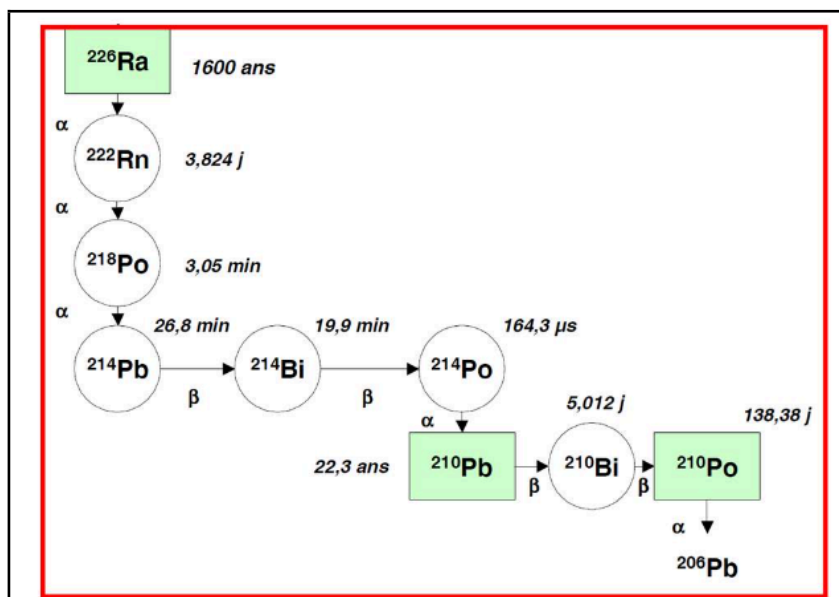 ²²⁶Ra
1600 ans
α
²²²Rn
3,824 j
α
²¹⁸Po
3,05 min
α
26,8 min
19,9 min
164,3 µs
²¹⁴Pb
²¹⁴Bi
²¹⁴Po
β
β
α
5,012 j
138,38 j
22,3 ans
²¹⁰Pb
²¹⁰Bi
²¹⁰Po
β
β
α
²⁰⁶Pb